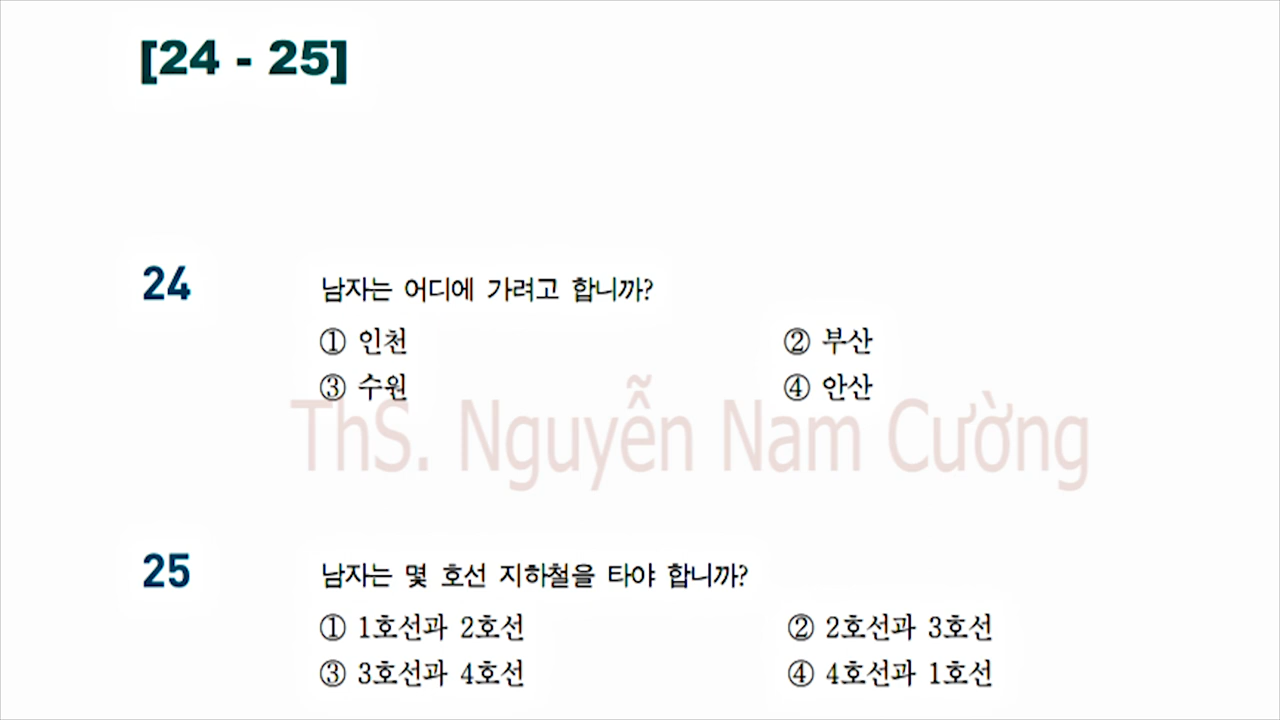 [24 - 25]
24 남자는 어디에 가려고 합니까?
① 인천 ② 부산
③ 수원 ④ 안산
ThS. Nguyễn Nam Cường
25 남자는 몇 호선 지하철을 타야 합니까?
① 1호선과 2호선 ② 2호선과 3호선
③ 3호선과 4호선 ④ 4호선과 1호선